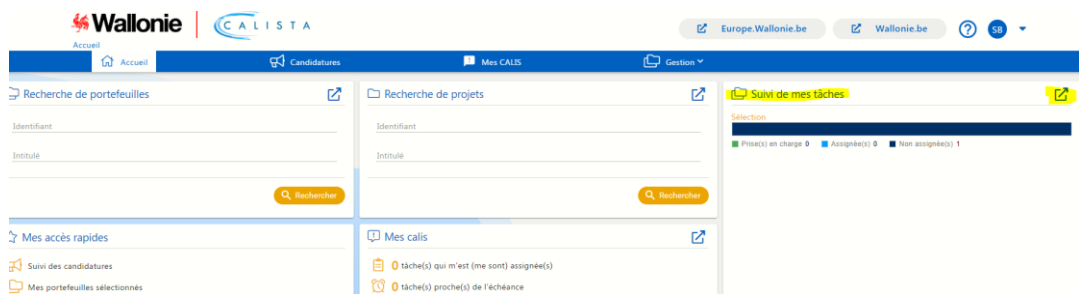 Wallonie
CALISTA
Europe.Wallonie.be
Wallonie.be
?
SB
Accueil
Accueil
Candidatures
Mes CALIS
Gestion
Recherche de portefeuilles
Identifiant
Intitulé
Rechercher
Recherche de projets
Identifiant
Intitulé
Rechercher
Suivi de mes tâches
Sélection
Prise(s) en charge 0 Assignée(s) 0 Non assignée(s) 1
Mes accès rapides
Suivi des candidatures
Mes portefeuilles sélectionnés
Mes calis
0 tâche(s) qui m'est (me sont) assignée(s)
0 tâche(s) proche(s) de l'échéance